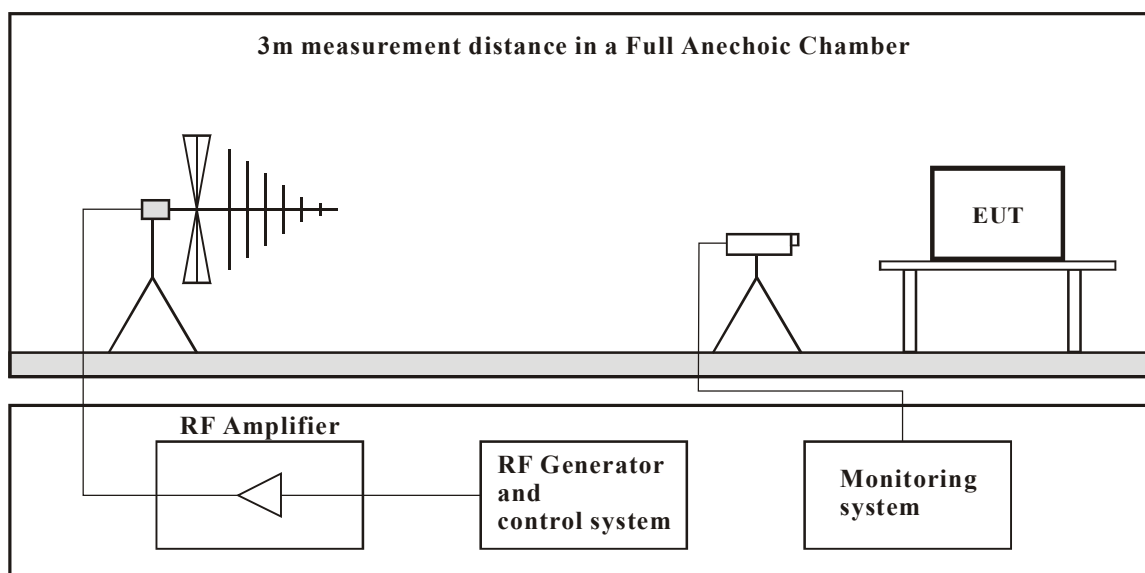 3m measurement distance in a Full Anechoic Chamber
EUT
RF Amplifier
RF Generator
and
control system
Monitoring
system